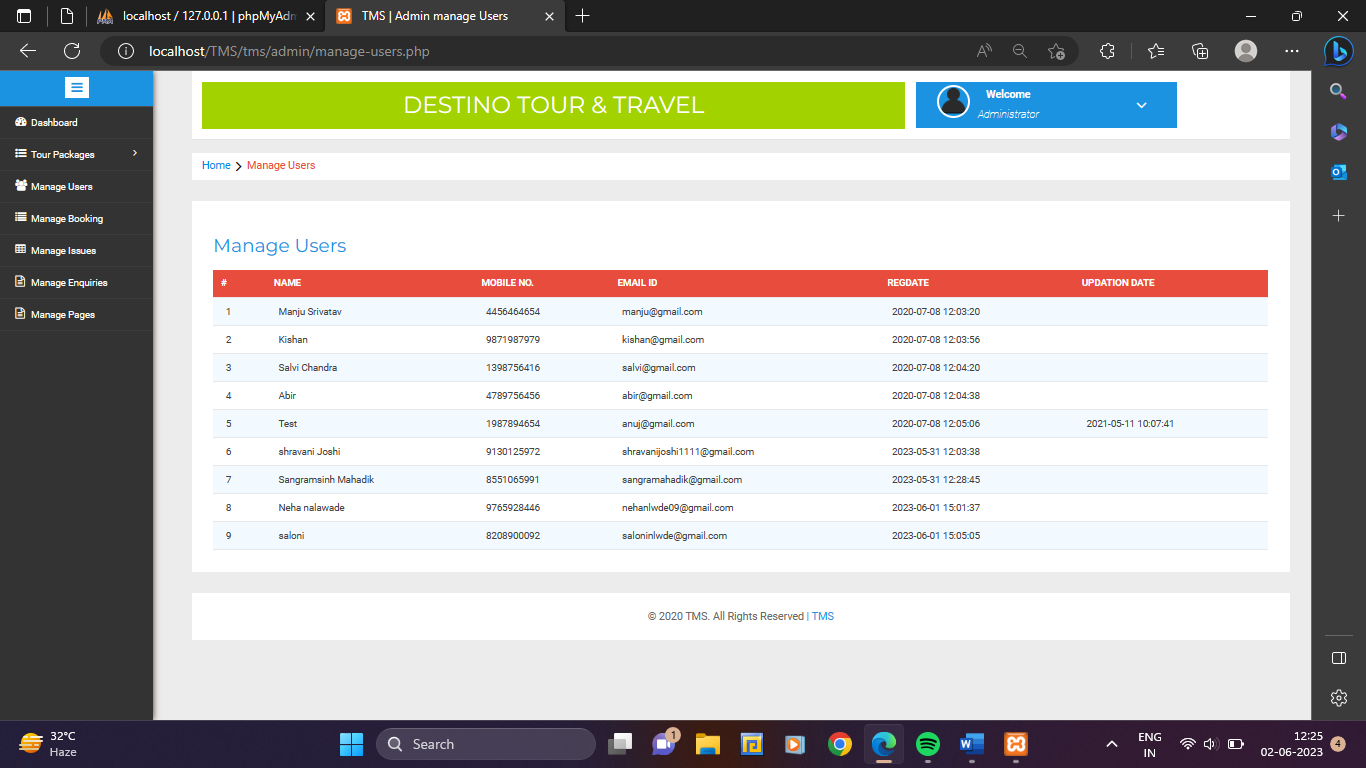 localhost / 127.0.0.1 | phpMyAdm
TMS | Admin manage Users
localhost/TMS/tms/admin/manage-users.php
DESTINO TOUR & TRAVEL
Welcome
Administrator
Dashboard
Tour Packages
Manage Users
Manage Booking
Manage Issues
Manage Enquiries
Manage Pages
Home Manage Users
Manage Users
# NAME MOBILE NO. EMAIL ID REGDATE UPDATION DATE
1 Manju Srivatav 4456464654 manju@gmail.com 2020-07-08 12:03:20
2 Kishan 9871987979 kishan@gmail.com 2020-07-08 12:03:56
3 Salvi Chandra 1398756416 salvi@gmail.com 2020-07-08 12:04:20
4 Abir 4789756456 abir@gmail.com 2020-07-08 12:04:38
5 Test 1987894654 anuj@gmail.com 2020-07-08 12:05:06 2021-05-11 10:07:41
6 shravani Joshi 9130125972 shravanijoshi1111@gmail.com 2023-05-31 12:03:38
7 Sangramsinh Mahadik 8551065991 sangramahadik@gmail.com 2023-05-31 12:28:45
8 Neha nalawade 9765928446 nehanlwde09@gmail.com 2023-06-01 15:01:37
9 saloni 8208900092 saloninlwde@gmail.com 2023-06-01 15:05:05
© 2020 TMS. All Rights Reserved | TMS
32°C
Haze
Search
1
ENG
IN
12:25
02-06-2023
4